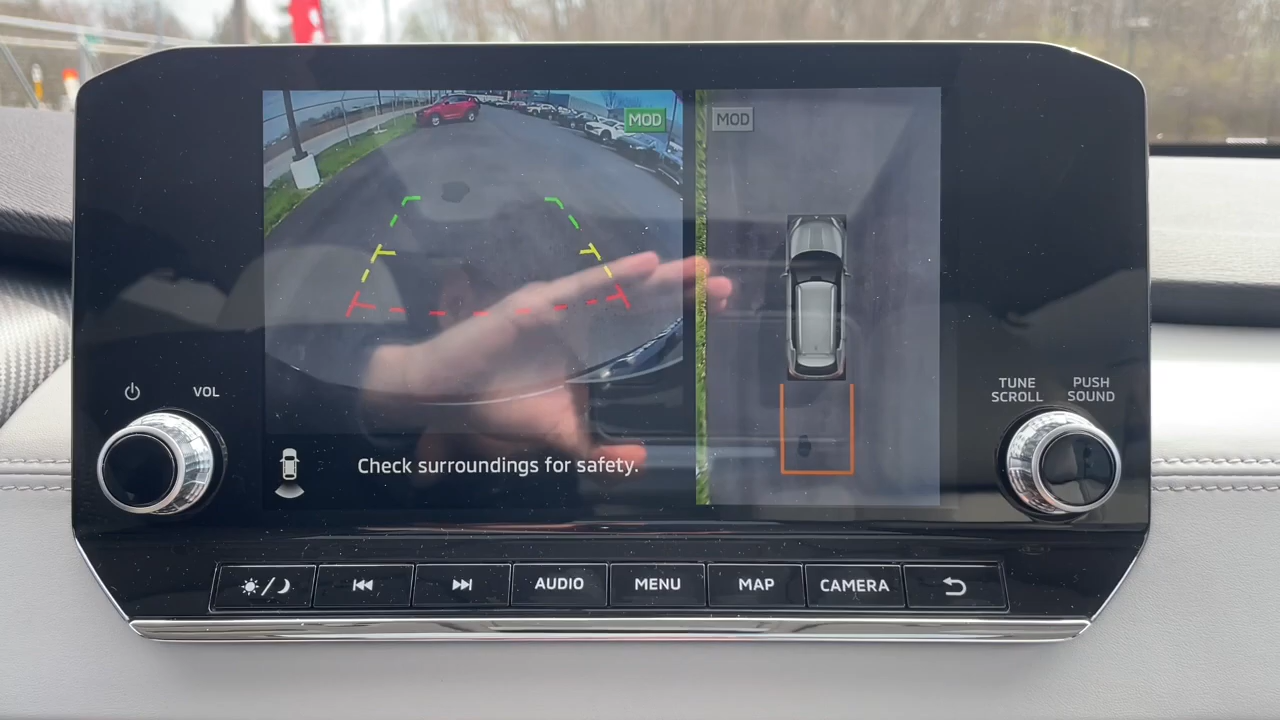 MOD
MOD
VOL
TUNE
SCROLL
PUSH
SOUND
Check surroundings for safety.
AUDIO
MENU
MAP
CAMERA